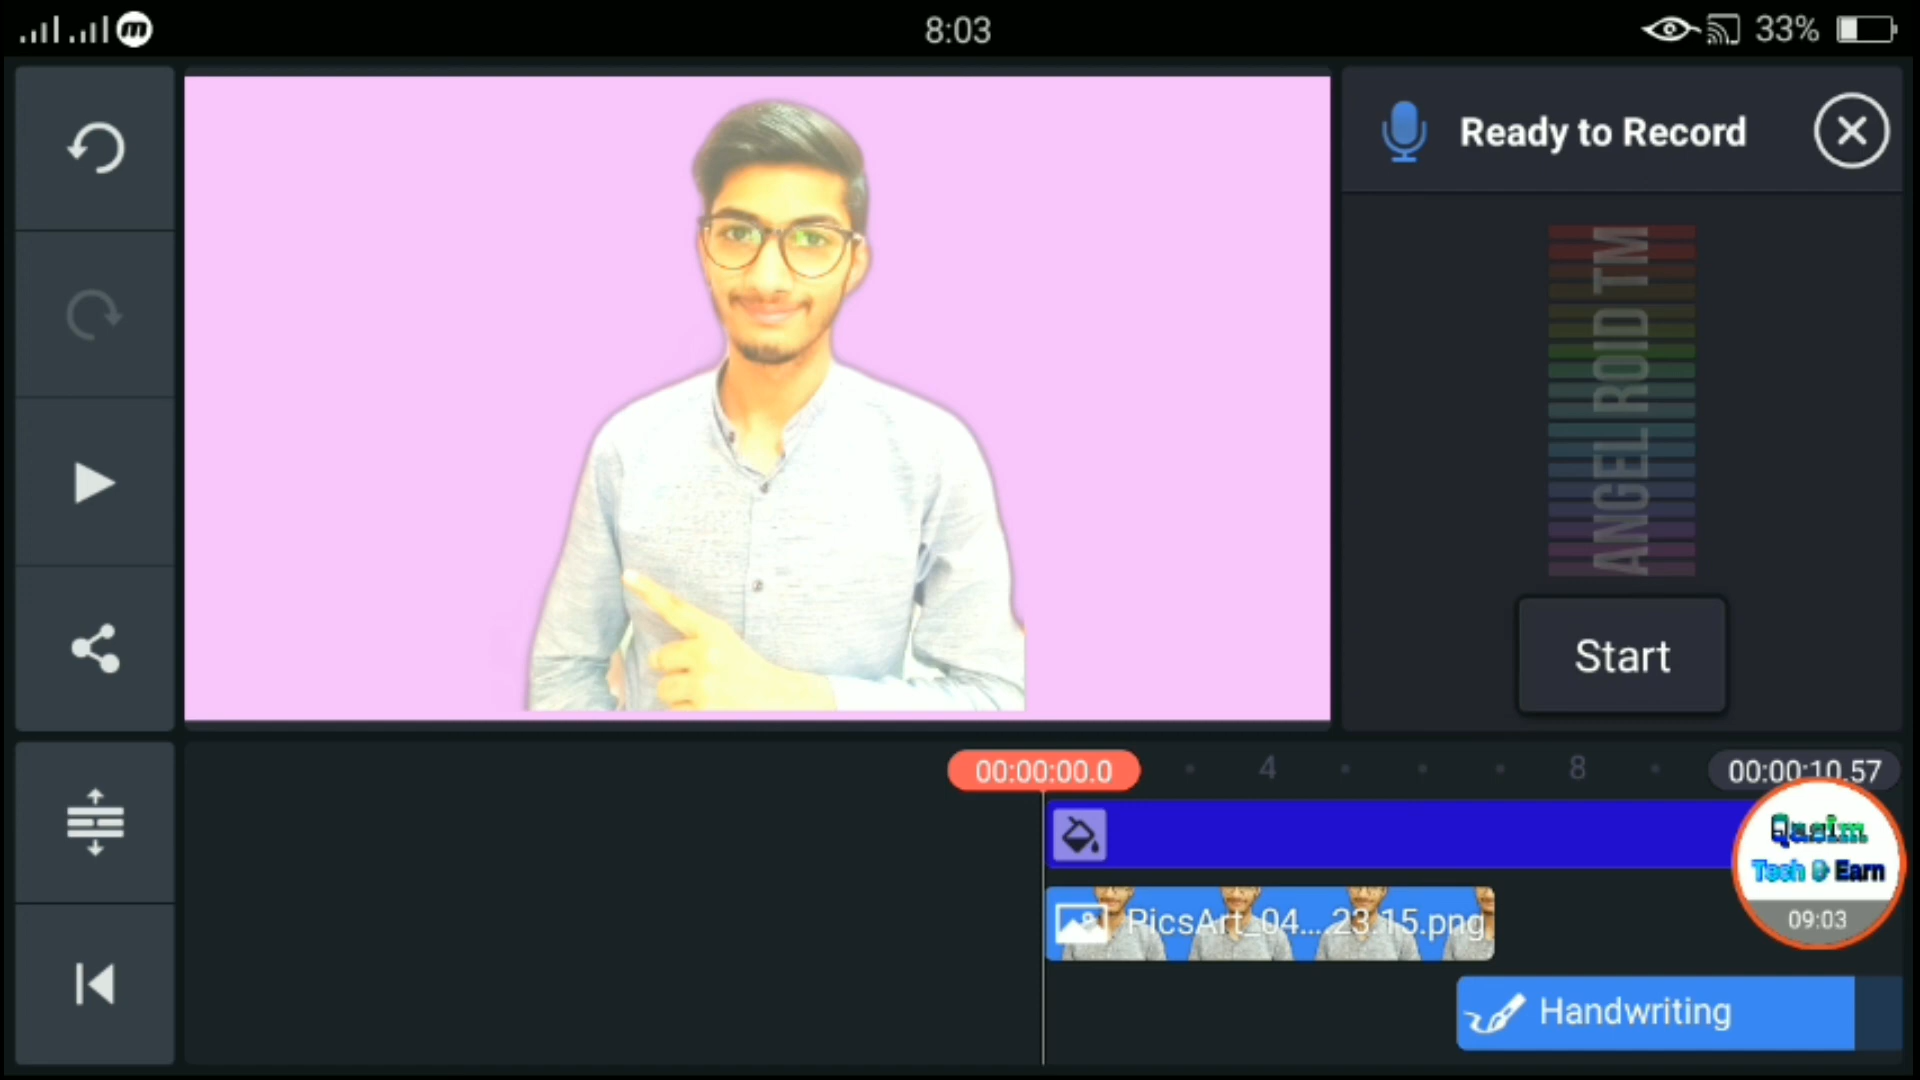 8:03
33%
Ready to Record
ANGEL ROID TM
Start
00:00:00.0
4
8
00:00:10.57
Qasim
Tech & Earn
09:03
PicsArt_04....23.15.png
Handwriting